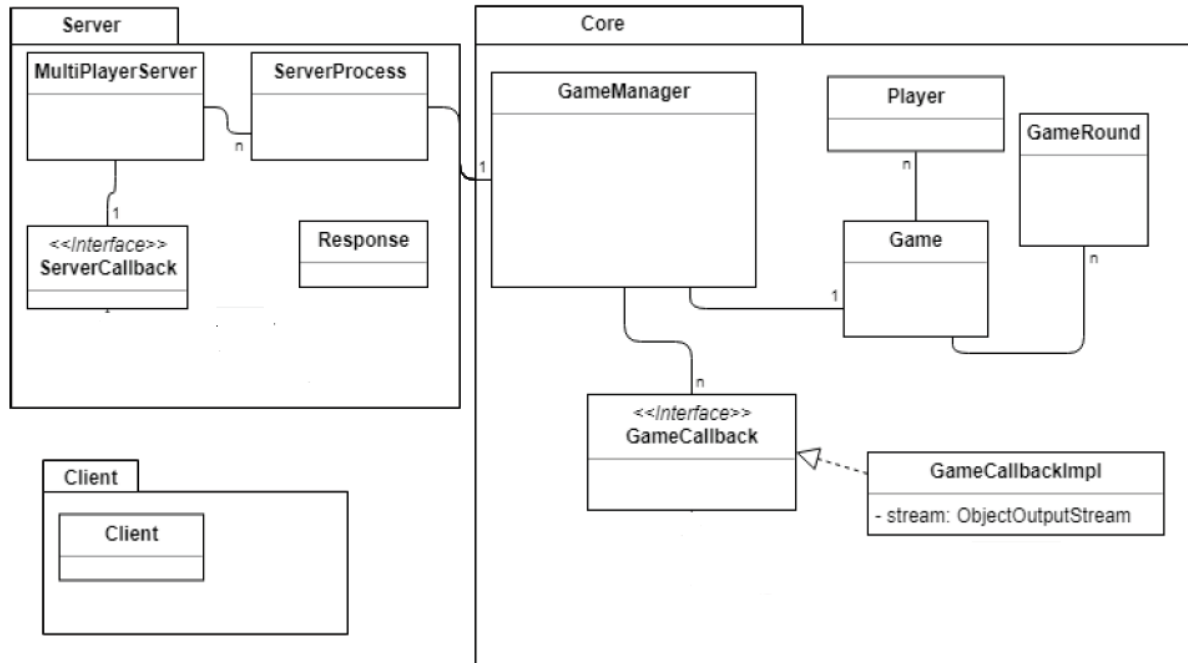 Server
MultiPlayerServer
ServerProcess
n
1
<<Interface>>
ServerCallback
Response
Core
GameManager
1
Player
n
GameRound
n
Game
1
n
<<Interface>>
GameCallback
GameCallbackImpl
- stream: ObjectOutputStream
Client
Client